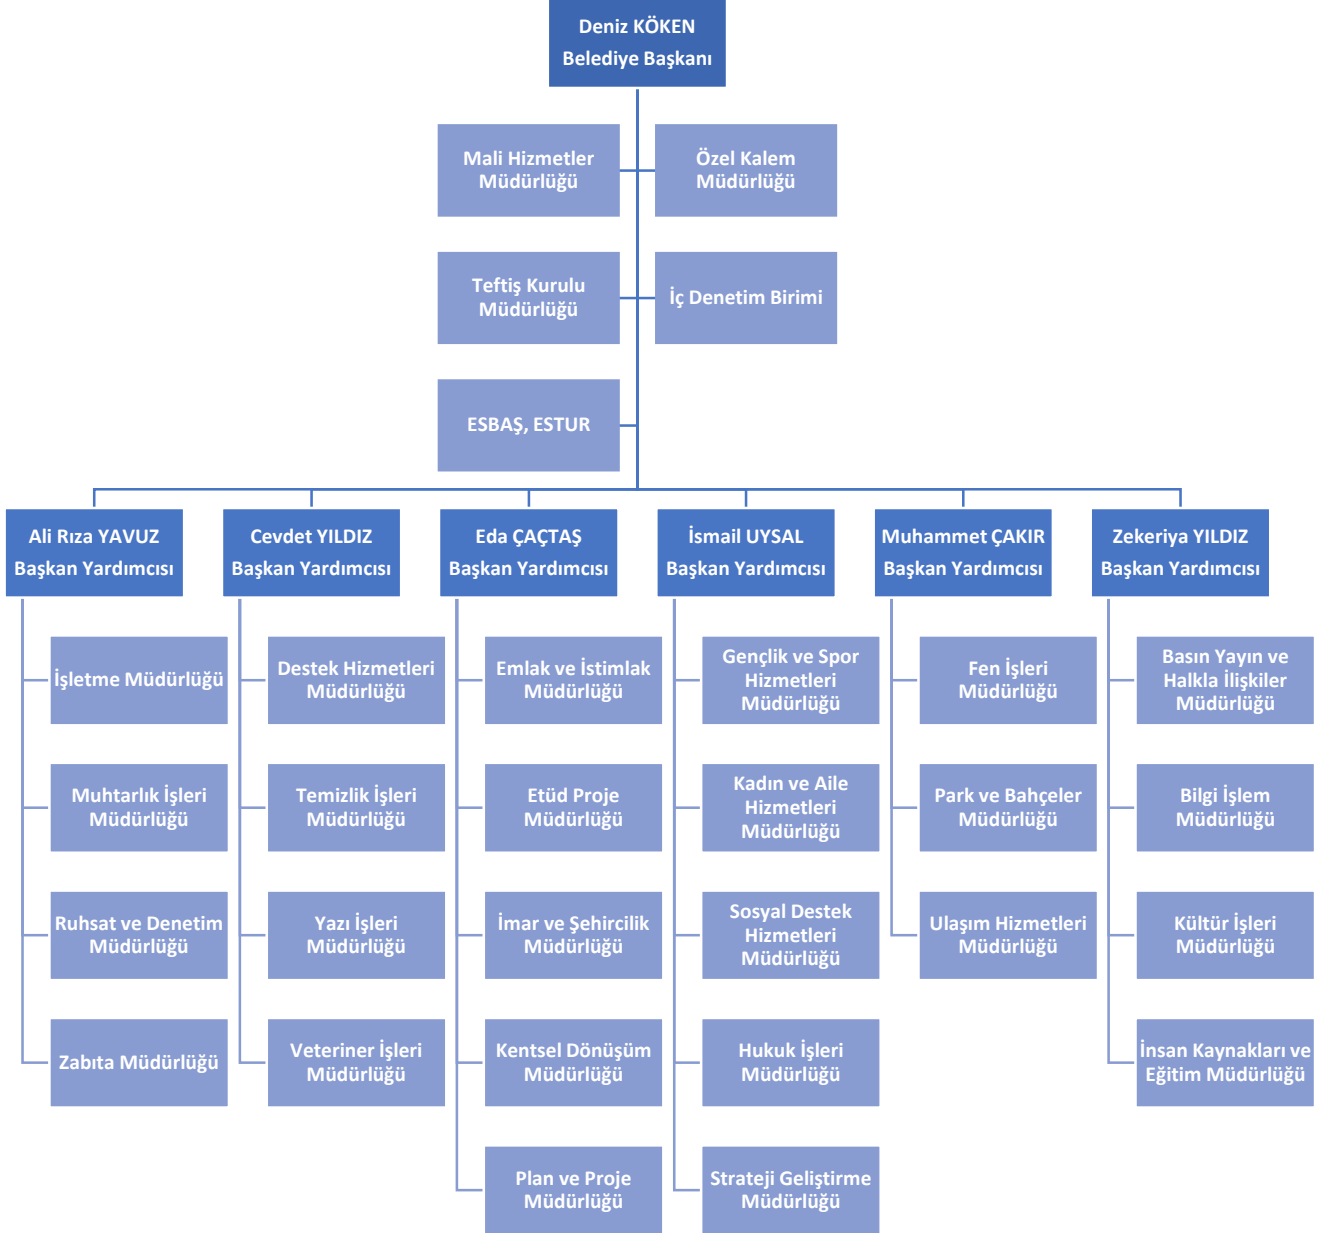 Deniz KÖKEN
Belediye Başkanı
Mali Hizmetler
Müdürlüğü
Özel Kalem
Müdürlüğü
Teftiş Kurulu
Müdürlüğü
İç Denetim Birimi
ESBAŞ, ESTUR
Ali Rıza YAVUZ
Başkan Yardımcısı
İşletme Müdürlüğü
Muhtarlık İşleri
Müdürlüğü
Ruhsat ve Denetim
Müdürlüğü
Zabıta Müdürlüğü
Cevdet YILDIZ
Başkan Yardımcısı
Destek Hizmetleri
Müdürlüğü
Temizlik İşleri
Müdürlüğü
Yazı İşleri
Müdürlüğü
Veteriner İşleri
Müdürlüğü
Eda ÇAÇTAŞ
Başkan Yardımcısı
Emlak ve İstimlak
Müdürlüğü
Etüd Proje
Müdürlüğü
İmar ve Şehircilik
Müdürlüğü
Kentsel Dönüşüm
Müdürlüğü
Plan ve Proje
Müdürlüğü
İsmail UYSAL
Başkan Yardımcısı
Gençlik ve Spor
Hizmetleri
Müdürlüğü
Kadın ve Aile
Hizmetleri
Müdürlüğü
Sosyal Destek
Hizmetleri
Müdürlüğü
Hukuk İşleri
Müdürlüğü
Strateji Geliştirme
Müdürlüğü
Muhammet ÇAKIR
Başkan Yardımcısı
Fen İşleri
Müdürlüğü
Park ve Bahçeler
Müdürlüğü
Ulaşım Hizmetleri
Müdürlüğü
Zekeriya YILDIZ
Başkan Yardımcısı
Basın Yayın ve
Halkla İlişkiler
Müdürlüğü
Bilgi İşlem
Müdürlüğü
Kültür İşleri
Müdürlüğü
İnsan Kaynakları ve
Eğitim Müdürlüğü